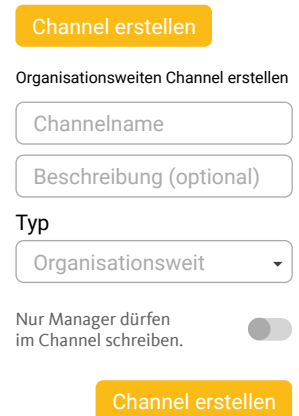 Channel erstellen
Organisationsweiten Channel erstellen
Channelname
Beschreibung (optional)
Typ
Organisationsweit
Nur Manager dürfen
im Channel schreiben.
Channel erstellen